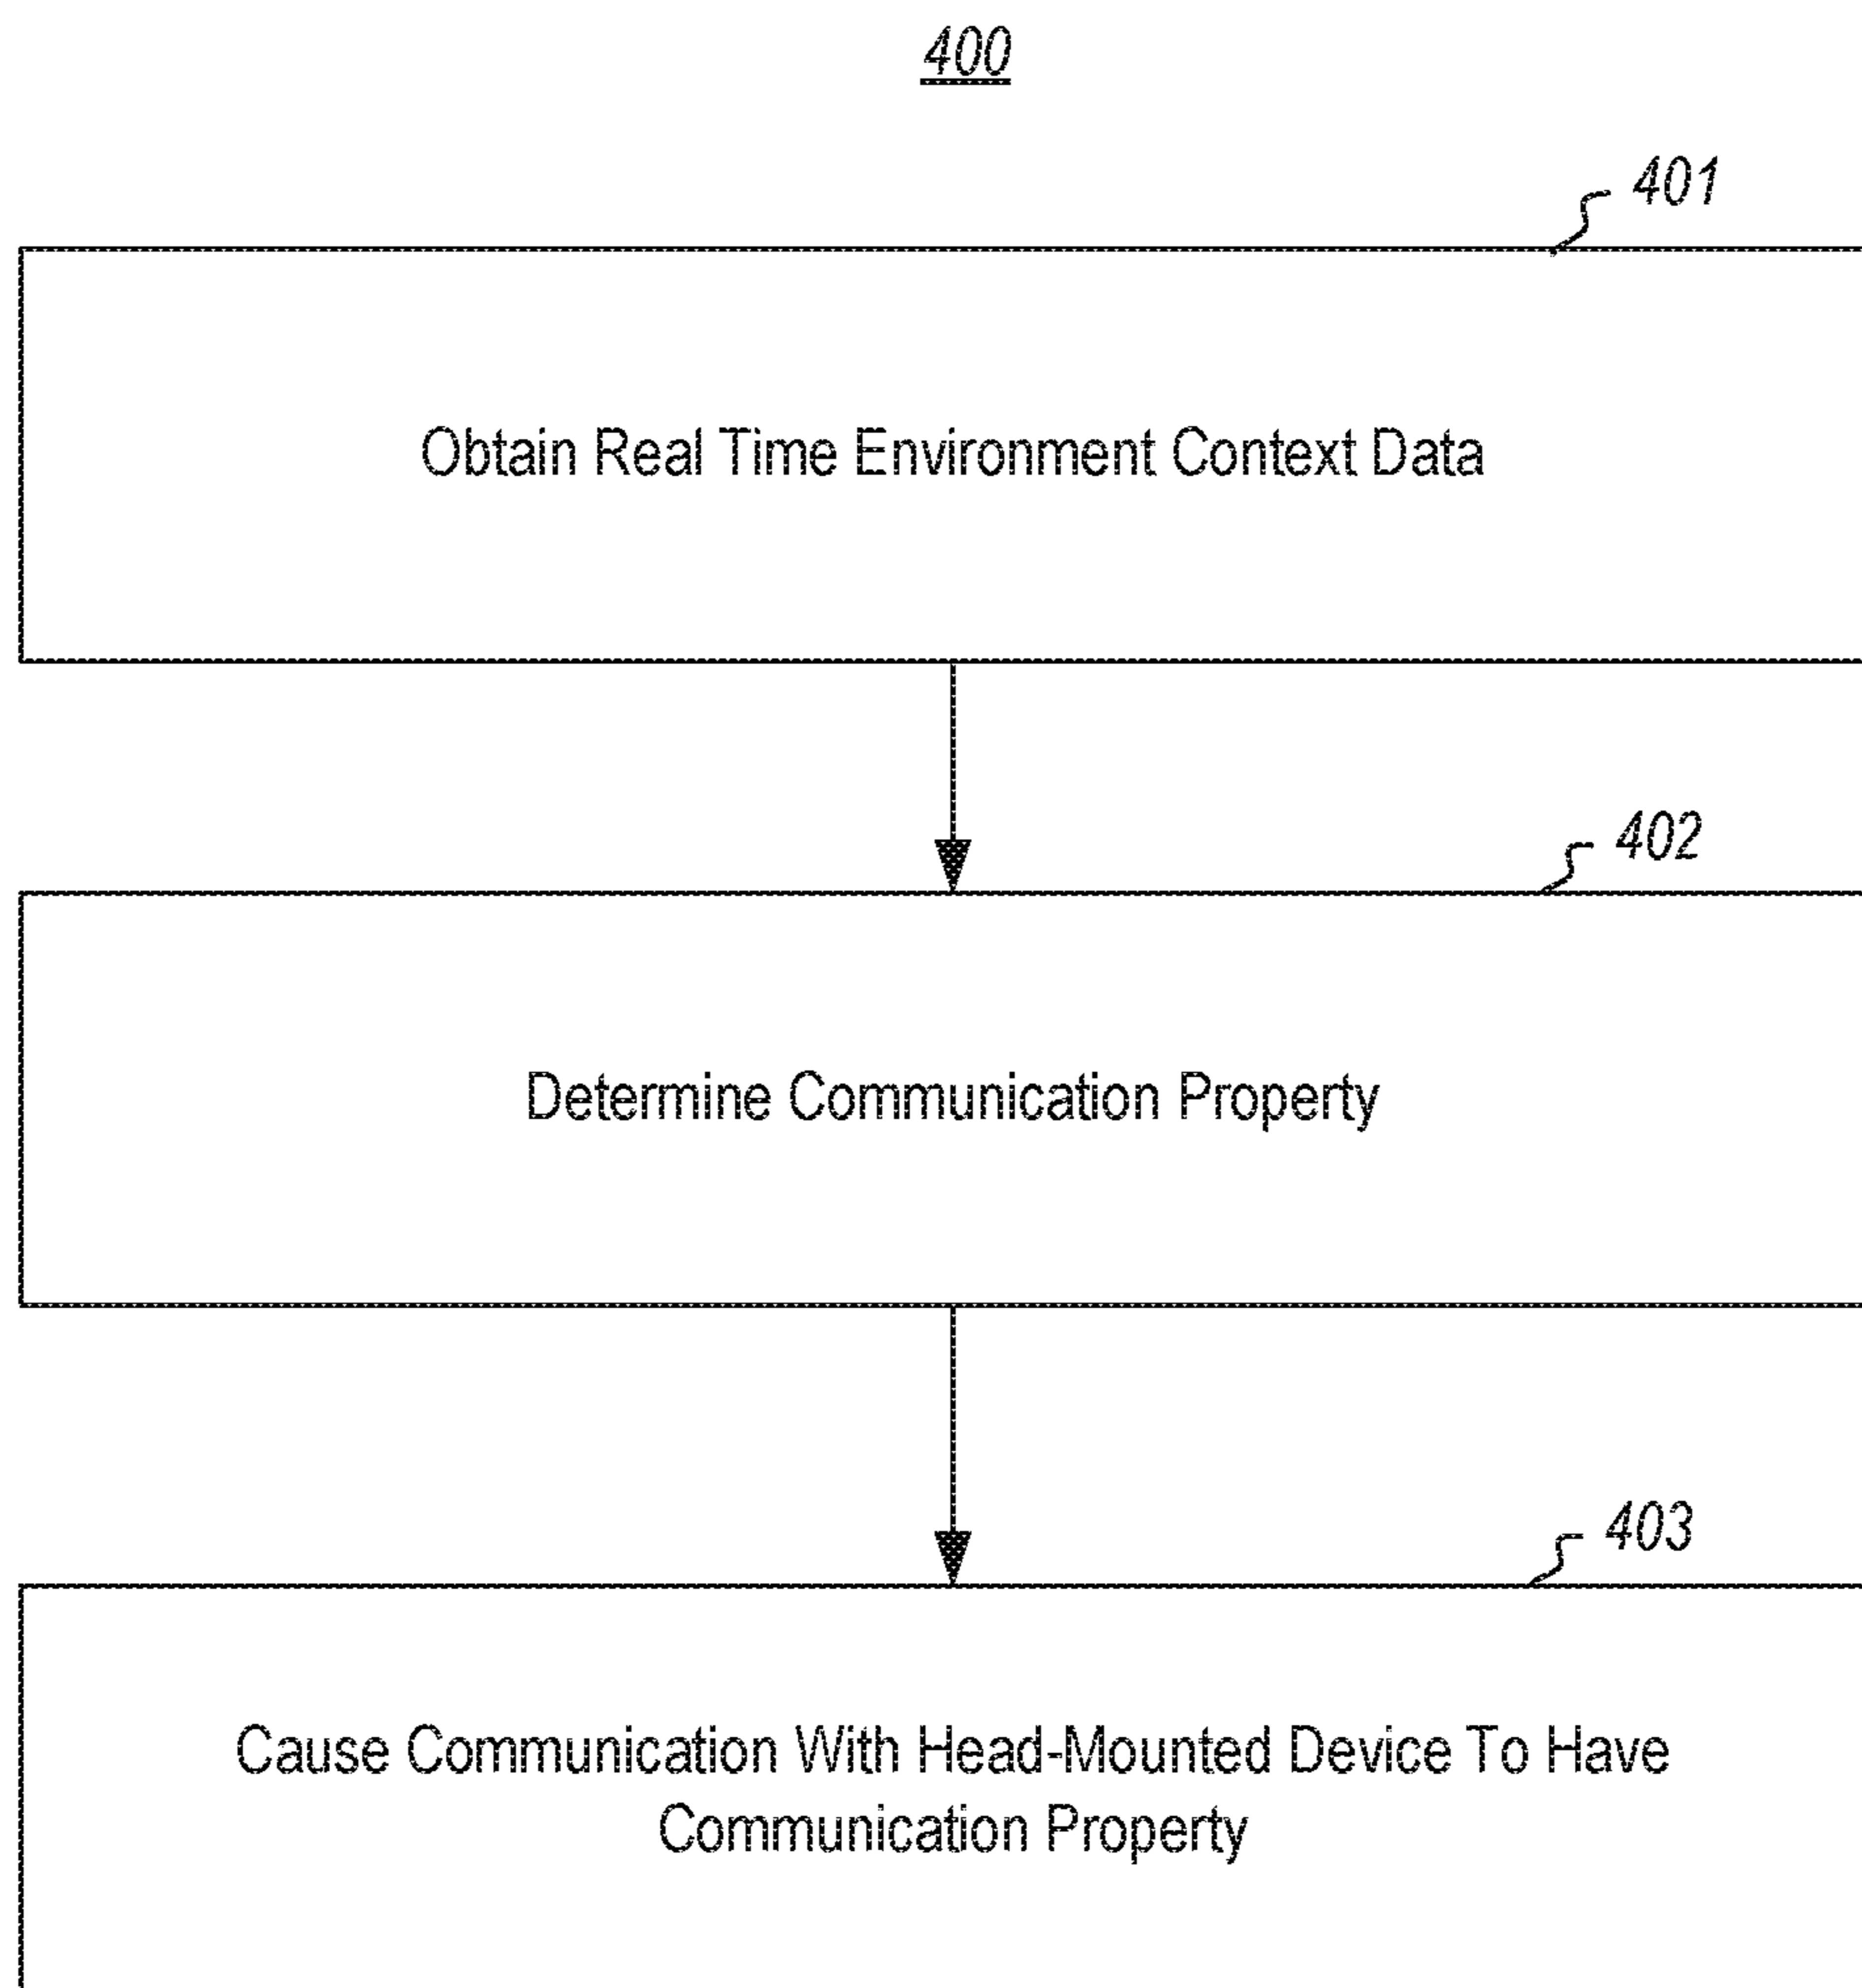 400
401
Obtain Real Time Environment Context Data
402
Determine Communication Property
403
Cause Communication With Head-Mounted Device To Have
Communication Property